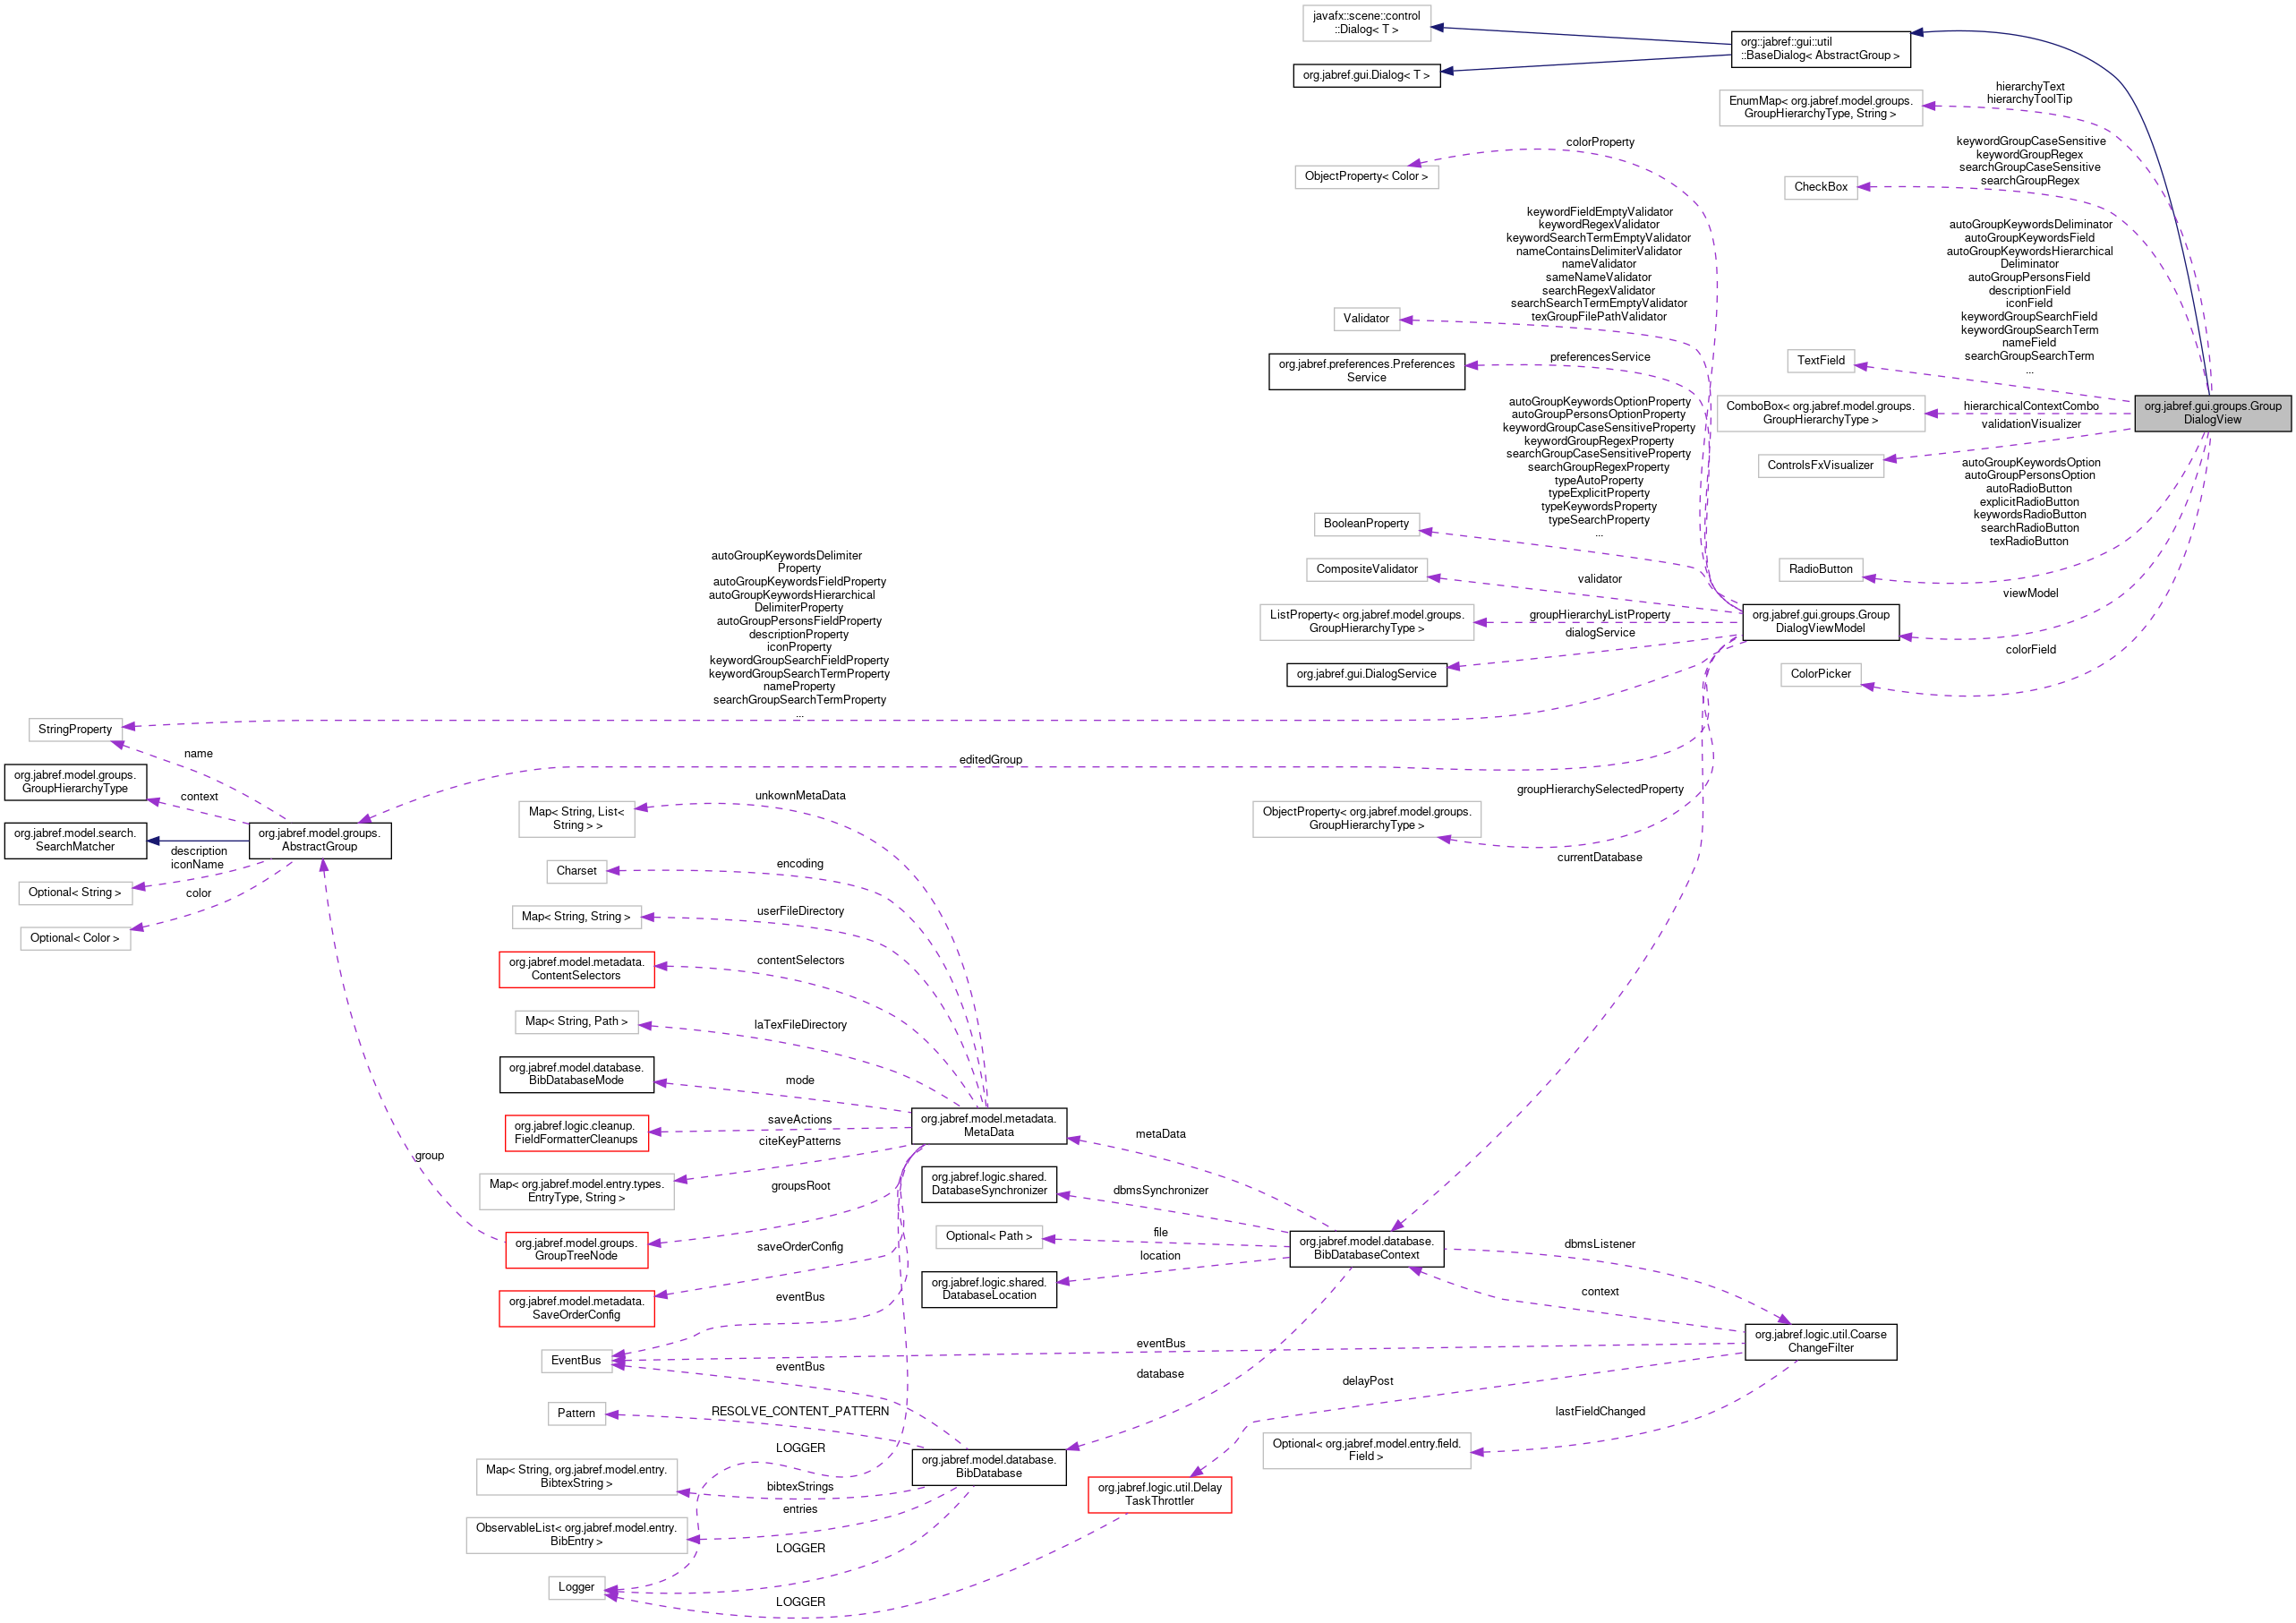 javafx::scene::control
::Dialog< T >
org.jabref.gui.Dialog< T >
org::jabref::gui::util
::BaseDialog< AbstractGroup >
EnumMap< org.jabref.model.groups.
GroupHierarchyType, String >
hierarchyText
hierarchyToolTip
keywordGroupCaseSensitive
keywordGroupRegex
searchGroupCaseSensitive
searchGroupRegex
CheckBox
autoGroupKeywordsDeliminator
autoGroupKeywordsField
autoGroupKeywordsHierarchical
Deliminator
autoGroupPersonsField
descriptionField
iconField
keywordGroupSearchField
keywordGroupSearchTerm
nameField
searchGroupSearchTerm
...
TextField
ComboBox< org.jabref.model.groups.
GroupHierarchyType >
hierarchicalContextCombo
validationVisualizer
ControlsFxVisualizer
org.jabref.gui.groups.Group
DialogView
autoGroupKeywordsOption
autoGroupPersonsOption
autoRadioButton
explicitRadioButton
keywordsRadioButton
searchRadioButton
texRadioButton
RadioButton
viewModel
colorField
ColorPicker
org.jabref.gui.groups.Group
DialogViewModel
colorProperty
ObjectProperty< Color >
keywordFieldEmptyValidator
keywordRegexValidator
keywordSearchTermEmptyValidator
nameContainsDelimiterValidator
nameValidator
sameNameValidator
searchRegexValidator
searchSearchTermEmptyValidator
texGroupFilePathValidator
Validator
preferencesService
org.jabref.preferences.Preferences
Service
autoGroupKeywordsOptionProperty
autoGroupPersonsOptionProperty
keywordGroupCaseSensitiveProperty
keywordGroupRegexProperty
searchGroupCaseSensitiveProperty
searchGroupRegexProperty
typeAutoProperty
typeExplicitProperty
typeKeywordsProperty
typeSearchProperty
...
BooleanProperty
CompositeValidator
validator
ListProperty< org.jabref.model.groups.
GroupHierarchyType >
groupHierarchyListProperty
dialogService
org.jabref.gui.DialogService
autoGroupKeywordsDelimiter
Property
autoGroupKeywordsFieldProperty
autoGroupKeywordsHierarchical
DelimiterProperty
autoGroupPersonsFieldProperty
descriptionProperty
iconProperty
keywordGroupSearchFieldProperty
keywordGroupSearchTermProperty
nameProperty
searchGroupSearchTermProperty
...
StringProperty
name
org.jabref.model.groups.
GroupHierarchyType
context
org.jabref.model.search.
SearchMatcher
org.jabref.model.groups.
AbstractGroup
description
iconName
Optional< String >
color
Optional< Color >
editedGroup
groupHierarchySelectedProperty
ObjectProperty< org.jabref.model.groups.
GroupHierarchyType >
currentDatabase
unkownMetaData
Map< String, List<
String > >
encoding
Charset
userFileDirectory
Map< String, String >
contentSelectors
org.jabref.model.metadata.
ContentSelectors
laTexFileDirectory
Map< String, Path >
mode
org.jabref.model.database.
BibDatabaseMode
saveActions
org.jabref.logic.cleanup.
FieldFormatterCleanups
citeKeyPatterns
Map< org.jabref.model.entry.types.
EntryType, String >
org.jabref.model.metadata.
MetaData
metaData
group
groupsRoot
org.jabref.model.groups.
GroupTreeNode
saveOrderConfig
org.jabref.model.metadata.
SaveOrderConfig
eventBus
EventBus
org.jabref.logic.shared.
DatabaseSynchronizer
dbmsSynchronizer
Optional< Path >
file
location
org.jabref.logic.shared.
DatabaseLocation
org.jabref.model.database.
BibDatabaseContext
dbmsListener
context
org.jabref.logic.util.Coarse
ChangeFilter
eventBus
database
delayPost
lastFieldChanged
Optional< org.jabref.model.entry.field.
Field >
org.jabref.logic.util.Delay
TaskThrottler
eventBus
RESOLVE_CONTENT_PATTERN
Pattern
LOGGER
org.jabref.model.database.
BibDatabase
Map< String, org.jabref.model.entry.
BibtexString >
bibtexStrings
entries
ObservableList< org.jabref.model.entry.
BibEntry >
LOGGER
Logger
LOGGER